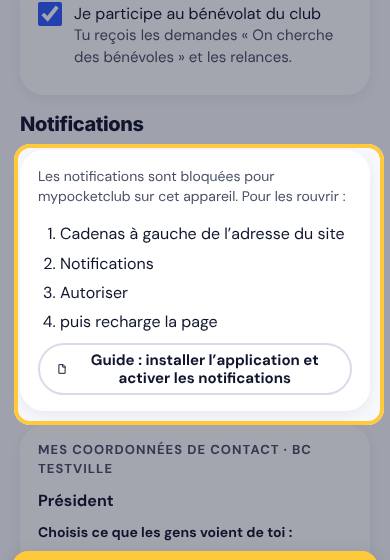 Je participe au bénévolat du club
Tu reçois les demandes « On cherche
des bénévoles » et les relances.
Notifications
Les notifications sont bloquées pour
mypocketclub sur cet appareil. Pour les rouvrir :
1. Cadenas à gauche de l’adresse du site
2. Notifications
3. Autoriser
4. puis recharge la page
Guide : installer l’application et
activer les notifications
MES COORDONNÉES DE CONTACT · BC
TESTVILLE
Président
Choisis ce que les gens voient de toi :